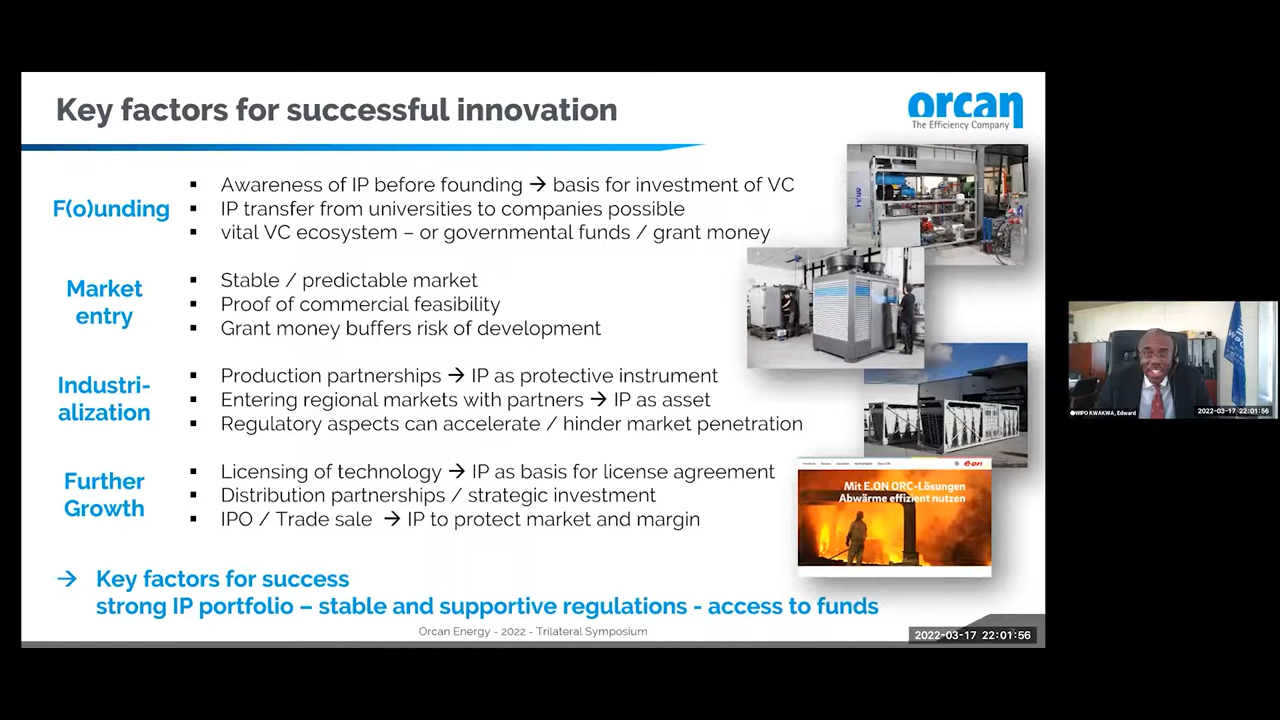 Key factors for successful innovation
orcan
The Efficiency Company
F(o)unding
▪ Awareness of IP before founding → basis for investment of VC
▪ IP transfer from universities to companies possible
▪ vital VC ecosystem – or governmental funds / grant money
Market
entry
▪ Stable / predictable market
▪ Proof of commercial feasibility
▪ Grant money buffers risk of development
Industri-
alization
▪ Production partnerships → IP as protective instrument
▪ Entering regional markets with partners → IP as asset
▪ Regulatory aspects can accelerate / hinder market penetration
Further
Growth
▪ Licensing of technology → IP as basis for license agreement
▪ Distribution partnerships / strategic investment
▪ IPO / Trade sale → IP to protect market and margin
e·on
Mit E.ON ORC-Lösungen
Abwärme effizient nutzen
→ Key factors for success
strong IP portfolio – stable and supportive regulations - access to funds
Orcan Energy - 2022 - Trilateral Symposium
2022-03-17 22:01:56
WIPO KWAKWA, Edward
2022-03-17 22:01:56